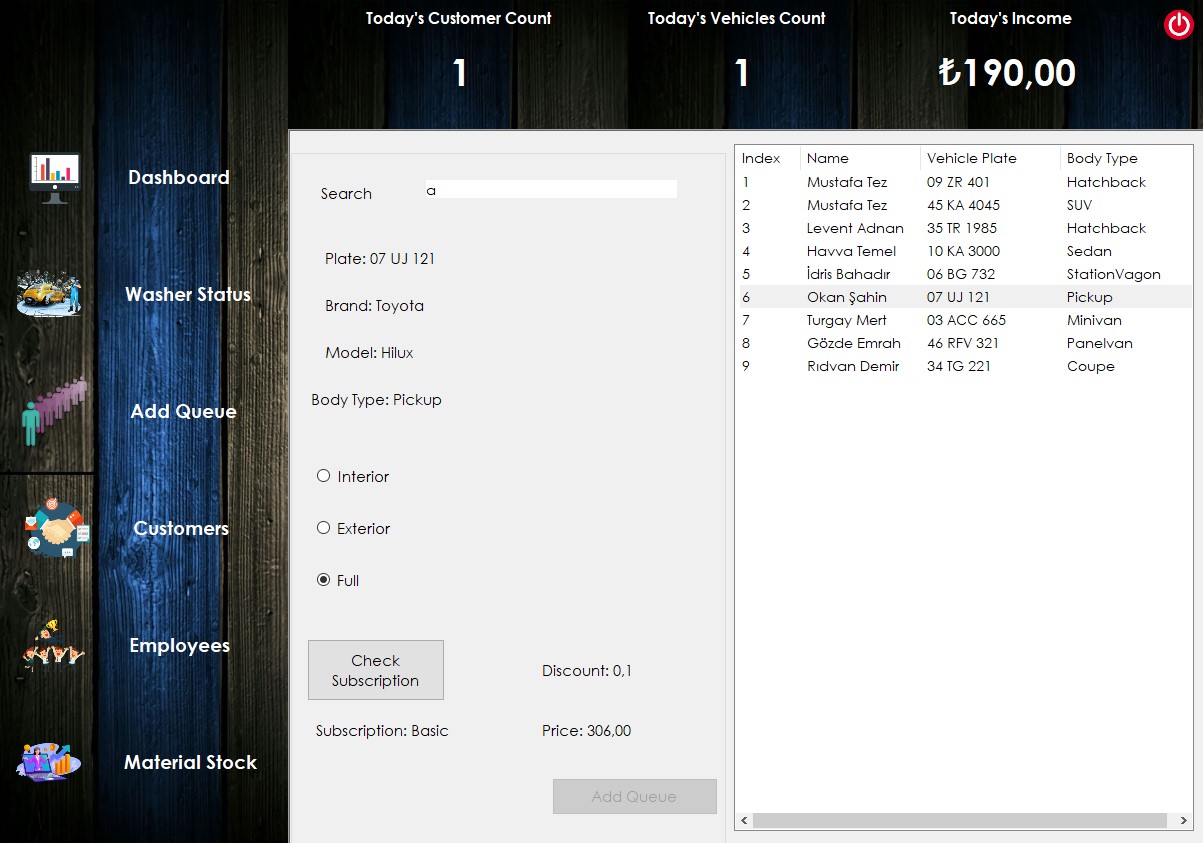 Today's Customer Count
1
Today's Vehicles Count
1
Today's Income
₺190,00
Dashboard
Washer Status
Add Queue
Customers
Employees
Material Stock
Search a
Plate: 07 UJ 121
Brand: Toyota
Model: Hilux
Body Type: Pickup
Interior
Exterior
Full
Check
Subscription
Discount: 0,1
Subscription: Basic
Price: 306,00
Add Queue
Index Name Vehicle Plate Body Type
1 Mustafa Tez 09 ZR 401 Hatchback
2 Mustafa Tez 45 KA 4045 SUV
3 Levent Adnan 35 TR 1985 Hatchback
4 Havva Temel 10 KA 3000 Sedan
5 İdris Bahadır 06 BG 732 StationVagon
6 Okan Şahin 07 UJ 121 Pickup
7 Turgay Mert 03 ACC 665 Minivan
8 Gözde Emrah 46 RFV 321 Panelvan
9 Rıdvan Demir 34 TG 221 Coupe